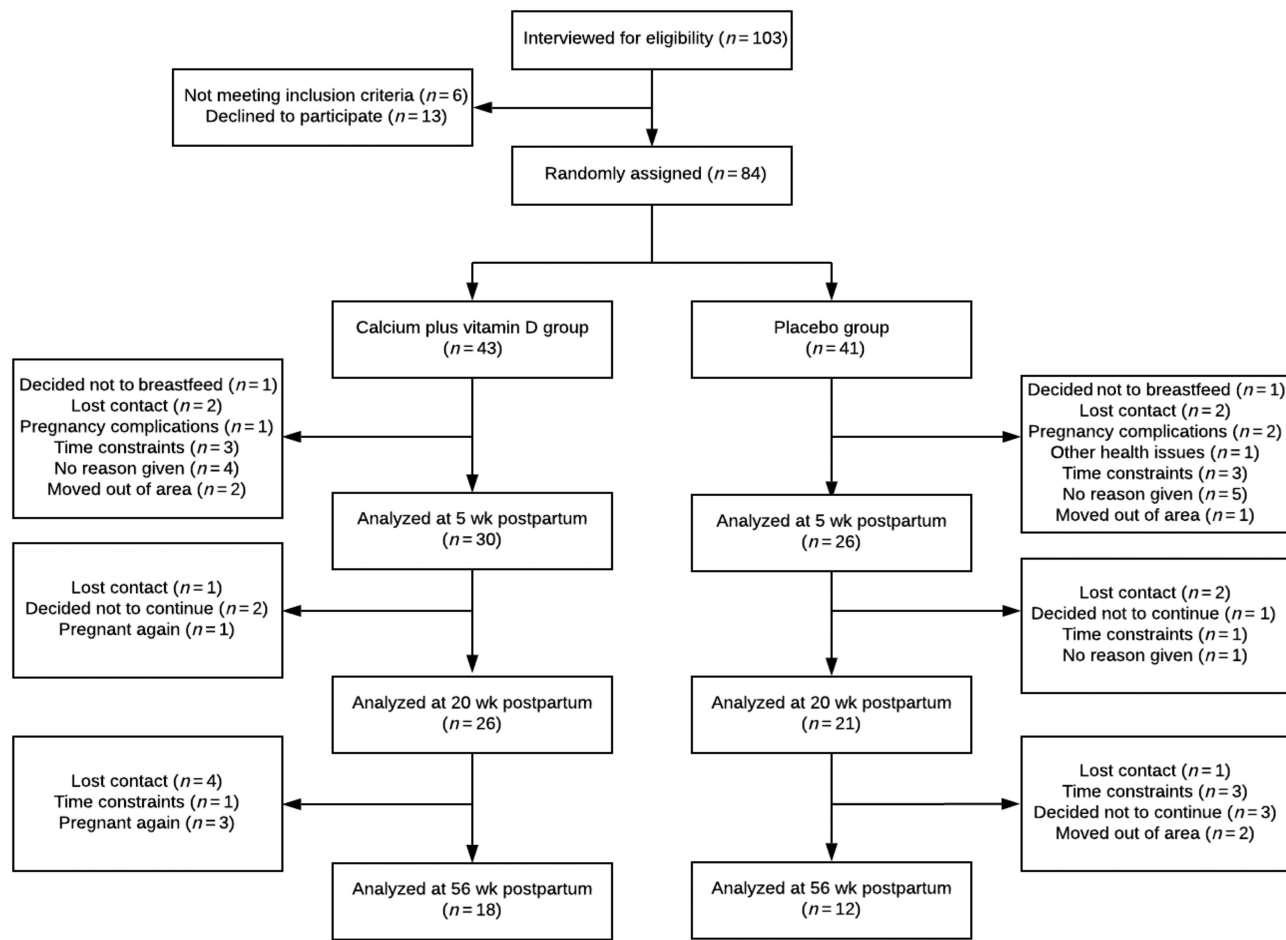 Interviewed for eligibility (n = 103)
Not meeting inclusion criteria (n = 6)
Declined to participate (n = 13)
Randomly assigned (n = 84)
Calcium plus vitamin D group
(n = 43)
Placebo group
(n = 41)
Decided not to breastfeed (n = 1)
Lost contact (n = 2)
Pregnancy complications (n = 1)
Time constraints (n = 3)
No reason given (n = 4)
Moved out of area (n = 2)
Decided not to breastfeed (n = 1)
Lost contact (n = 2)
Pregnancy complications (n = 2)
Other health issues (n = 1)
Time constraints (n = 3)
No reason given (n = 5)
Moved out of area (n = 1)
Analyzed at 5 wk postpartum
(n = 30)
Analyzed at 5 wk postpartum
(n = 26)
Lost contact (n = 1)
Decided not to continue (n = 2)
Pregnant again (n = 1)
Lost contact (n = 2)
Decided not to continue (n = 1)
Time constraints (n = 1)
No reason given (n = 1)
Analyzed at 20 wk postpartum
(n = 26)
Analyzed at 20 wk postpartum
(n = 21)
Lost contact (n = 4)
Time constraints (n = 1)
Pregnant again (n = 3)
Lost contact (n = 1)
Time constraints (n = 3)
Decided not to continue (n = 3)
Moved out of area (n = 2)
Analyzed at 56 wk postpartum
(n = 18)
Analyzed at 56 wk postpartum
(n = 12)